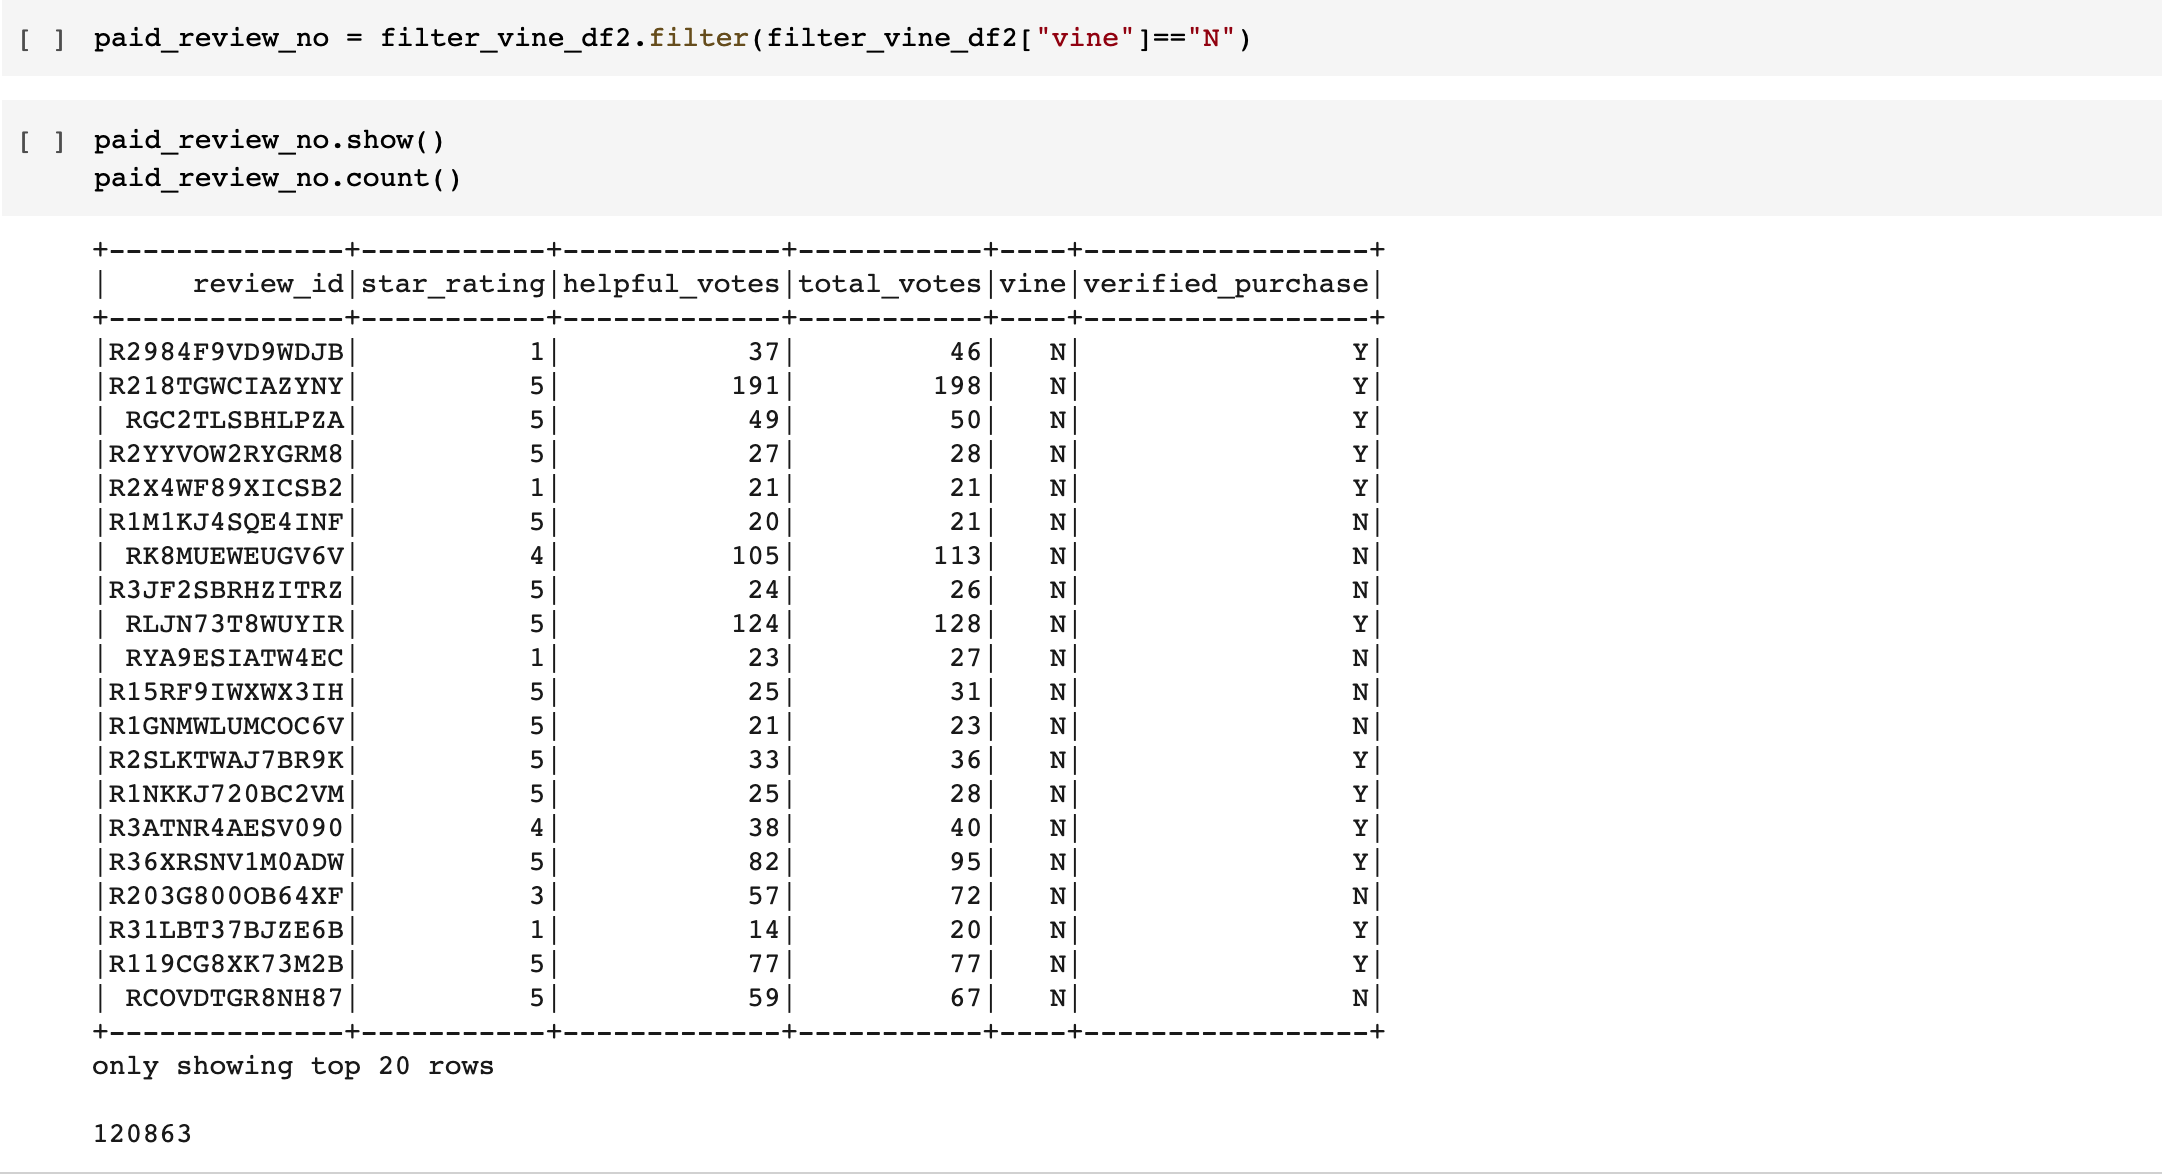 [ ] paid_review_no = filter_vine_df2.filter(filter_vine_df2["vine"]=="N")
[ ] paid_review_no.show()
paid_review_no.count()
+--------------+-----------+-------------+-----------+----+-----------------+
|     review_id|star_rating|helpful_votes|total_votes|vine|verified_purchase|
+--------------+-----------+-------------+-----------+----+-----------------+
|R2984F9VD9WDJB|          1|           37|         46|   N|                Y|
|R218TGWCIAZYNY|          5|          191|        198|   N|                Y|
| RGC2TLSBHLPZA|          5|           49|         50|   N|                Y|
|R2YYVOW2RYGRM8|          5|           27|         28|   N|                Y|
|R2X4WF89XICSB2|          1|           21|         21|   N|                Y|
|R1M1KJ4SQE4INF|          5|           20|         21|   N|                N|
| RK8MUEWEUGV6V|          4|          105|        113|   N|                N|
|R3JF2SBRHZITRZ|          5|           24|         26|   N|                N|
| RLJN73T8WUYIR|          5|          124|        128|   N|                Y|
| RYA9ESIATW4EC|          1|           23|         27|   N|                N|
|R15RF9IWXWX3IH|          5|           25|         31|   N|                N|
|R1GNMWLUMCOC6V|          5|           21|         23|   N|                N|
|R2SLKTWAJ7BR9K|          5|           33|         36|   N|                Y|
|R1NKKJ720BC2VM|          5|           25|         28|   N|                Y|
|R3ATNR4AESV090|          4|           38|         40|   N|                Y|
|R36XRSNV1M0ADW|          5|           82|         95|   N|                Y|
|R203G800OB64XF|          3|           57|         72|   N|                N|
|R31LBT37BJZE6B|          1|           14|         20|   N|                Y|
|R119CG8XK73M2B|          5|           77|         77|   N|                Y|
| RCOVDTGR8NH87|          5|           59|         67|   N|                N|
+--------------+-----------+-------------+-----------+----+-----------------+
only showing top 20 rows
120863